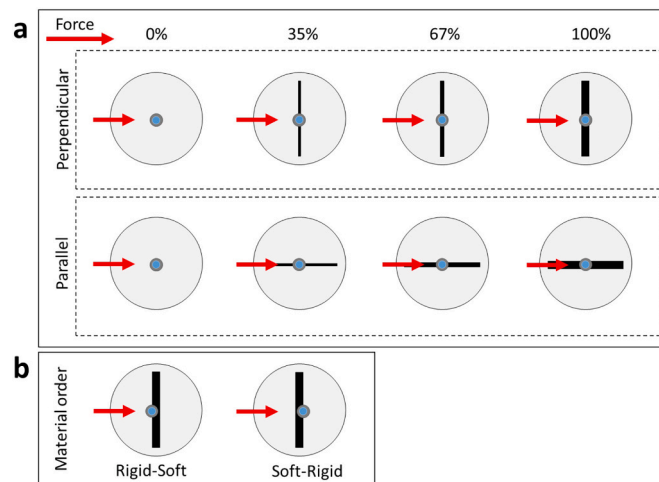 a
Force
0%
35%
67%
100%
Perpendicular
Parallel
b
Material order
Rigid-Soft
Soft-Rigid